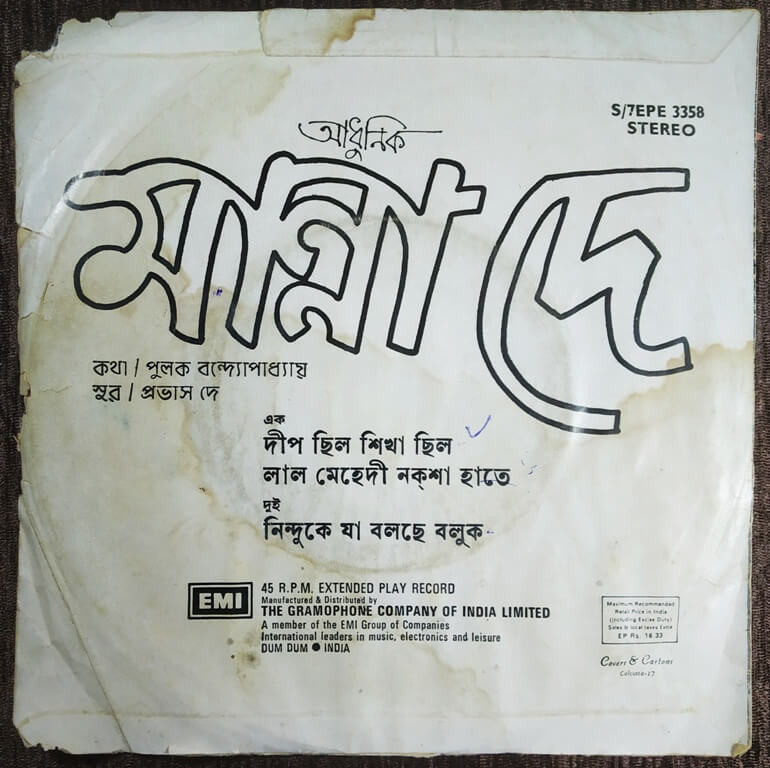 S/7EPE 3358
STEREO
আধুনিক
মান্না দে
কথা / পুলক বন্দ্যোপাধ্যায়
সুর / প্রভাস দে
এক
দীপ ছিল শিখা ছিল
লাল মেহেদী নক্শা হাতে
দুই
নিন্দুকে যা বলছে বলুক
EMI
45 R.P.M. EXTENDED PLAY RECORD
Manufactured & Distributed by
THE GRAMOPHONE COMPANY OF INDIA LIMITED
A member of the EMI Group of Companies
International leaders in music, electronics and leisure
DUM DUM ● INDIA
Maximum Recommended
Retail Price in India
(Including Excise Duty)
Sales & local taxes Extra
EP Rs. 16 33
Covers & Cartons
Calcutta-17